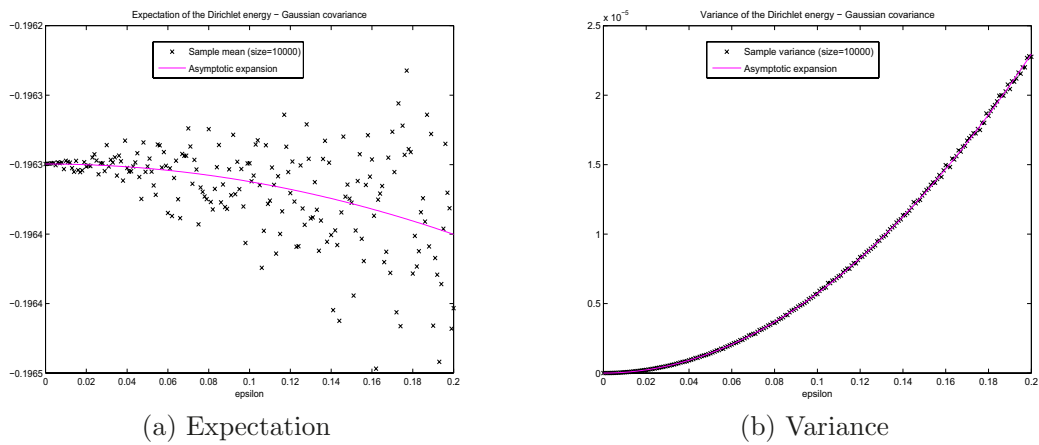 Expectation of the Dirichlet energy − Gaussian covariance
−0.1962
−0.1963
−0.1963
−0.1964
−0.1964
−0.1965
Sample mean (size=10000)
Asymptotic expansion
0 0.02 0.04 0.06 0.08 0.1 0.12 0.14 0.16 0.18 0.2
epsilon
(a) Expectation
Variance of the Dirichlet energy − Gaussian covariance
x 10⁻⁵
2.5
2
1.5
1
0.5
0
Sample variance (size=10000)
Asymptotic expansion
0 0.02 0.04 0.06 0.08 0.1 0.12 0.14 0.16 0.18 0.2
epsilon
(b) Variance